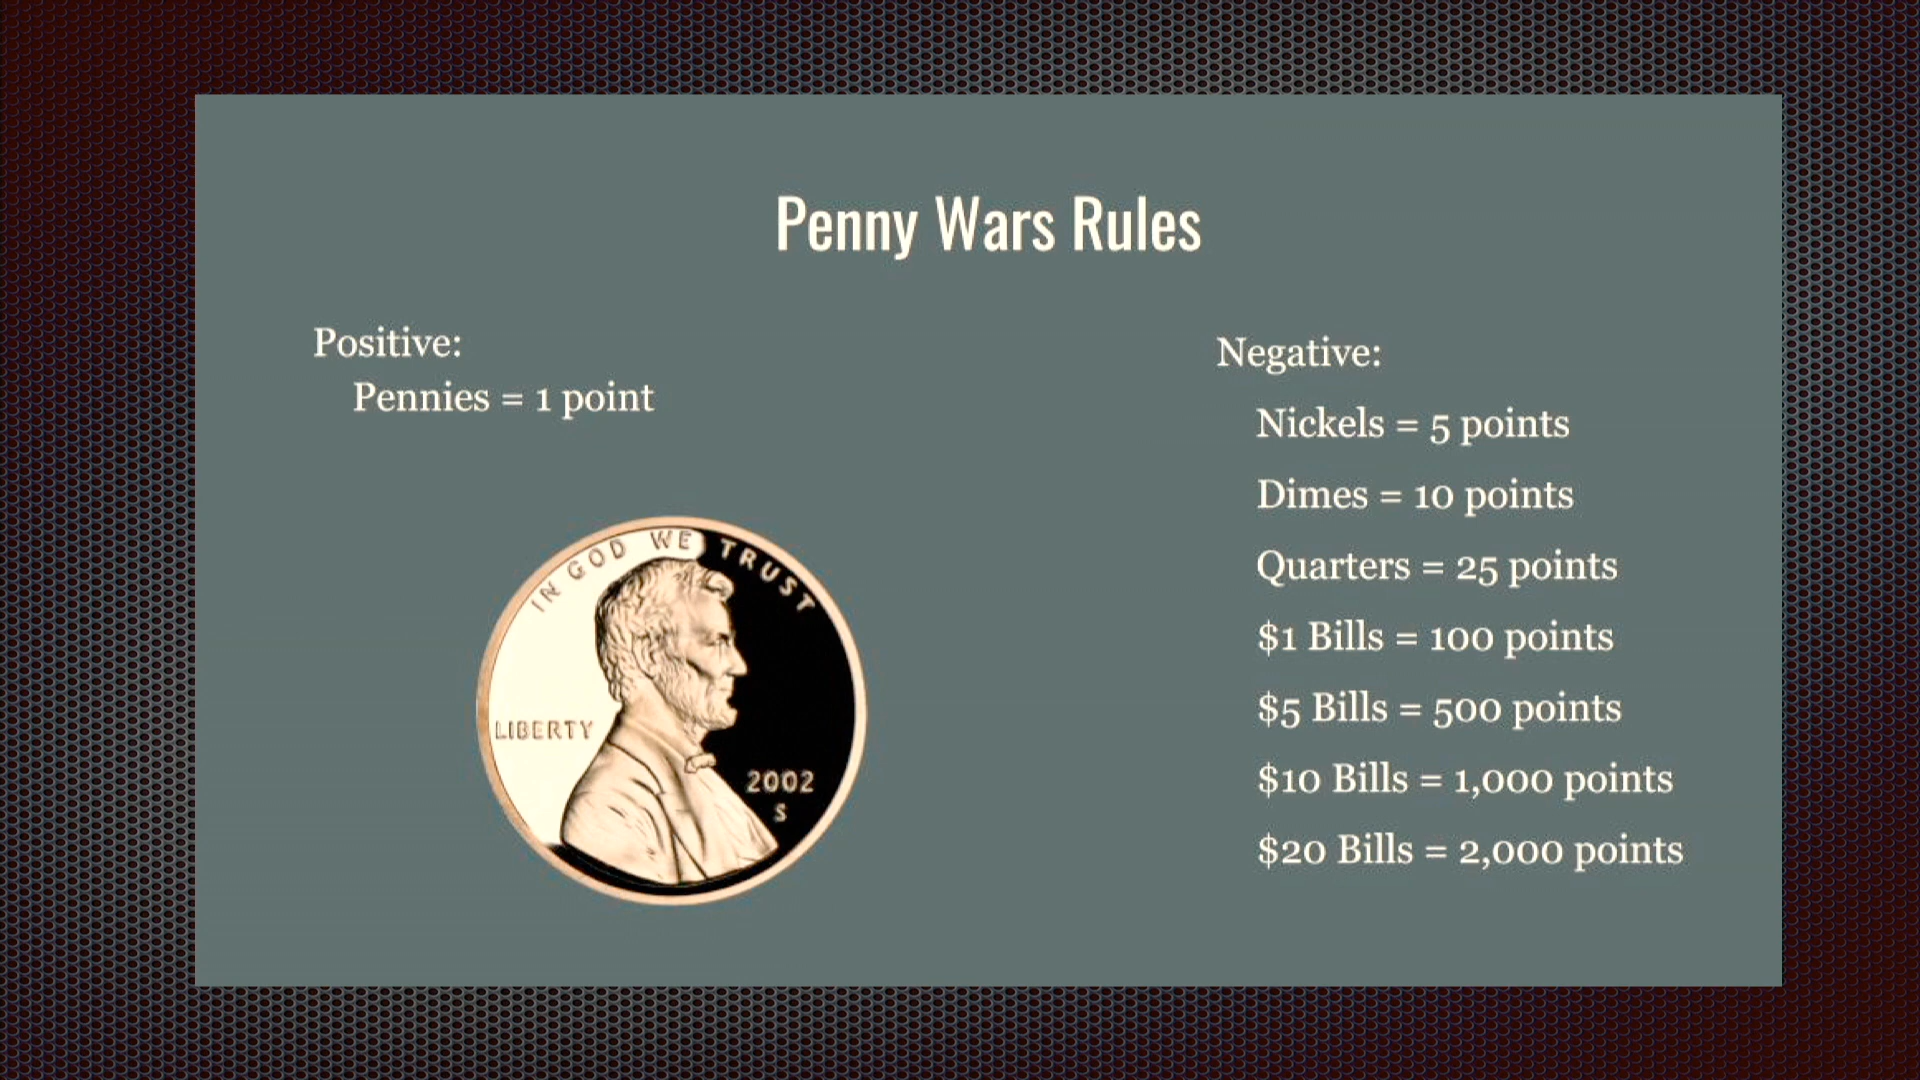 Penny Wars Rules
Positive:
Pennies = 1 point
Negative:
Nickels = 5 points
Dimes = 10 points
Quarters = 25 points
$1 Bills = 100 points
$5 Bills = 500 points
$10 Bills = 1,000 points
$20 Bills = 2,000 points
IN GOD WE TRUST
LIBERTY
2002
S